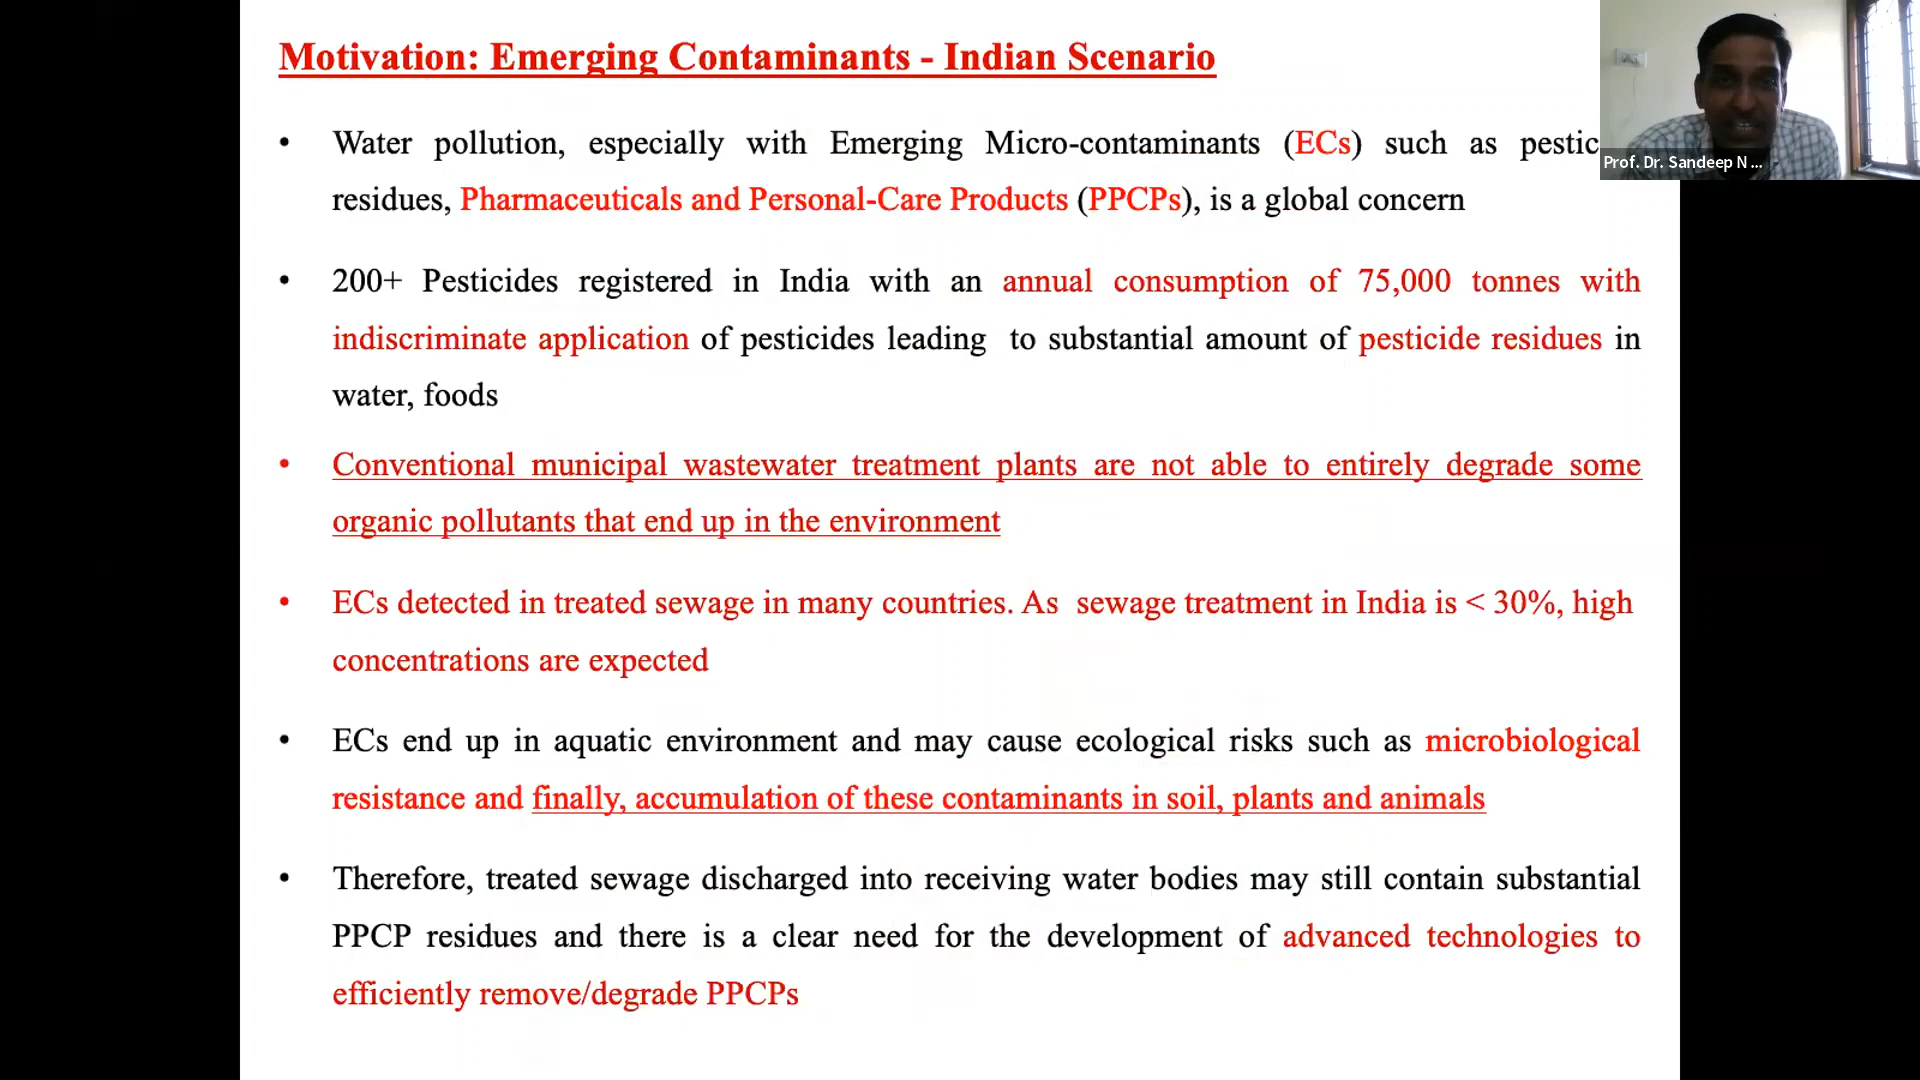 Motivation: Emerging Contaminants - Indian Scenario
• Water pollution, especially with Emerging Micro-contaminants (ECs) such as pestic
residues, Pharmaceuticals and Personal-Care Products (PPCPs), is a global concern
• 200+ Pesticides registered in India with an annual consumption of 75,000 tonnes with
indiscriminate application of pesticides leading to substantial amount of pesticide residues in
water, foods
• Conventional municipal wastewater treatment plants are not able to entirely degrade some
organic pollutants that end up in the environment
• ECs detected in treated sewage in many countries. As sewage treatment in India is < 30%, high
concentrations are expected
• ECs end up in aquatic environment and may cause ecological risks such as microbiological
resistance and finally, accumulation of these contaminants in soil, plants and animals
• Therefore, treated sewage discharged into receiving water bodies may still contain substantial
PPCP residues and there is a clear need for the development of advanced technologies to
efficiently remove/degrade PPCPs
Prof. Dr. Sandeep N ...